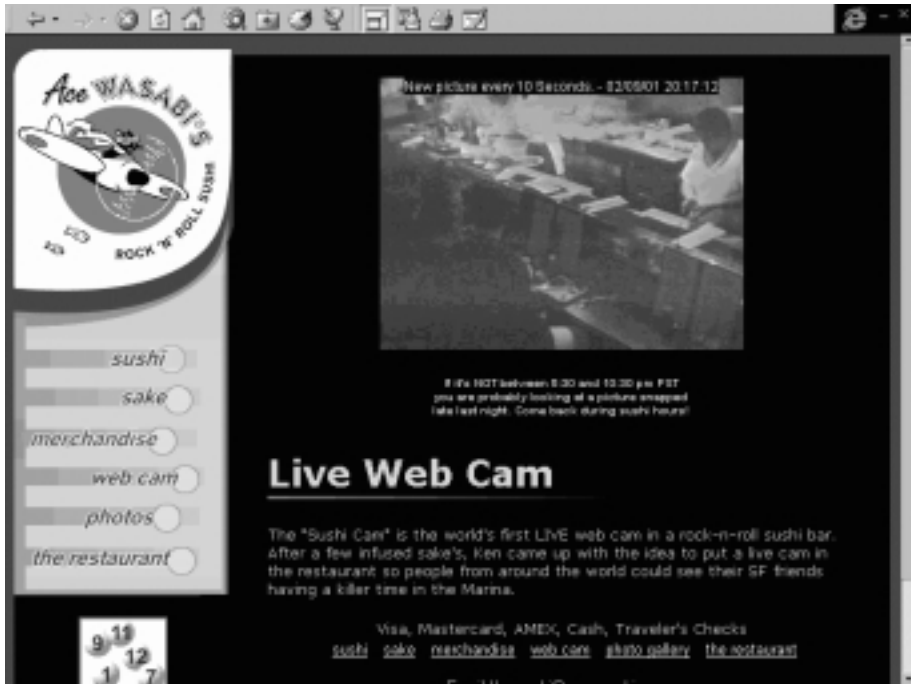 Ace WASABI'S
ROCK 'N' ROLL SUSHI
New picture every 10 Seconds. - 02/09/01 20:17:12
If it's NOT between 5:30 and 10:30 pm PST
you are probably looking at a picture snapped
late last night. Come back during sushi hours!
sushi
sake
merchandise
web cam
photos
the restaurant
Live Web Cam
The "Sushi Cam" is the world's first LIVE web cam in a rock-n-roll sushi bar.
After a few infused sake's, Ken came up with the idea to put a live cam in
the restaurant so people from around the world could see their SF friends
having a killer time in the Marina.
Visa, Mastercard, AMEX, Cash, Traveler's Checks
sushi sake merchandise web cam photo gallery the restaurant
9 11
12
1 7